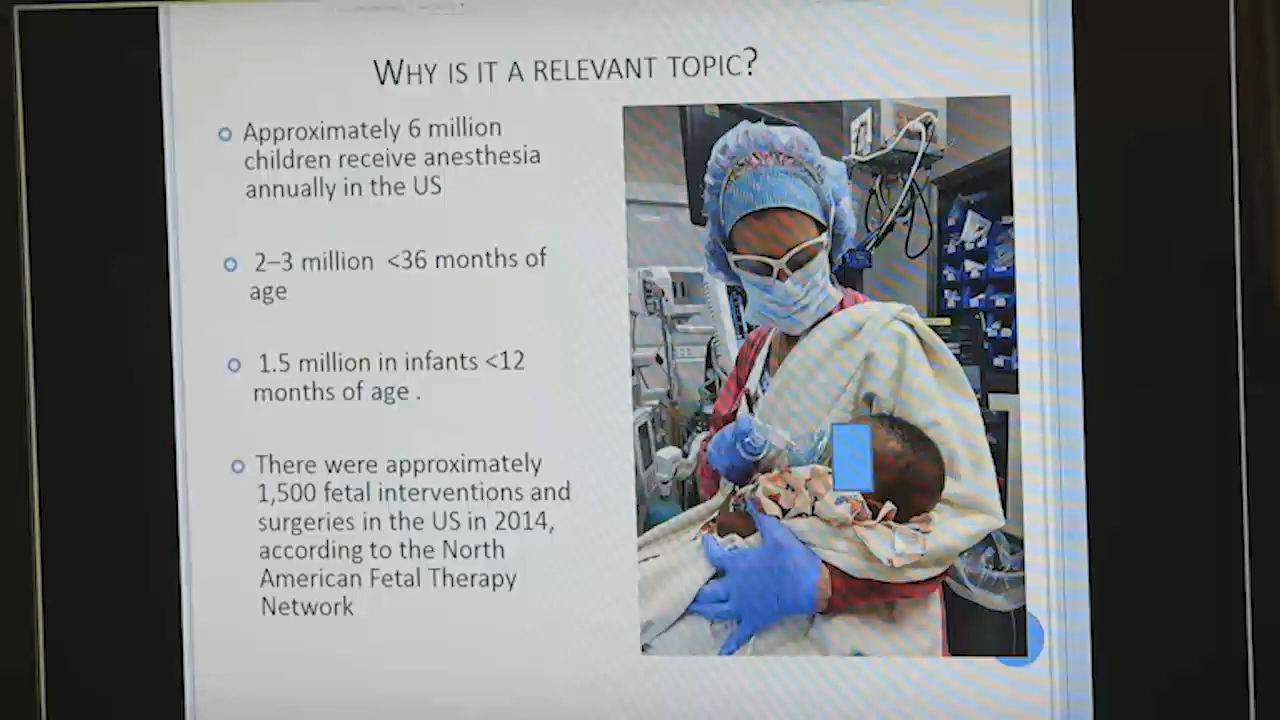 WHY IS IT A RELEVANT TOPIC?
Approximately 6 million
children receive anesthesia
annually in the US
2–3 million <36 months of
age
1.5 million in infants <12
months of age .
There were approximately
1,500 fetal interventions and
surgeries in the US in 2014,
according to the North
American Fetal Therapy
Network